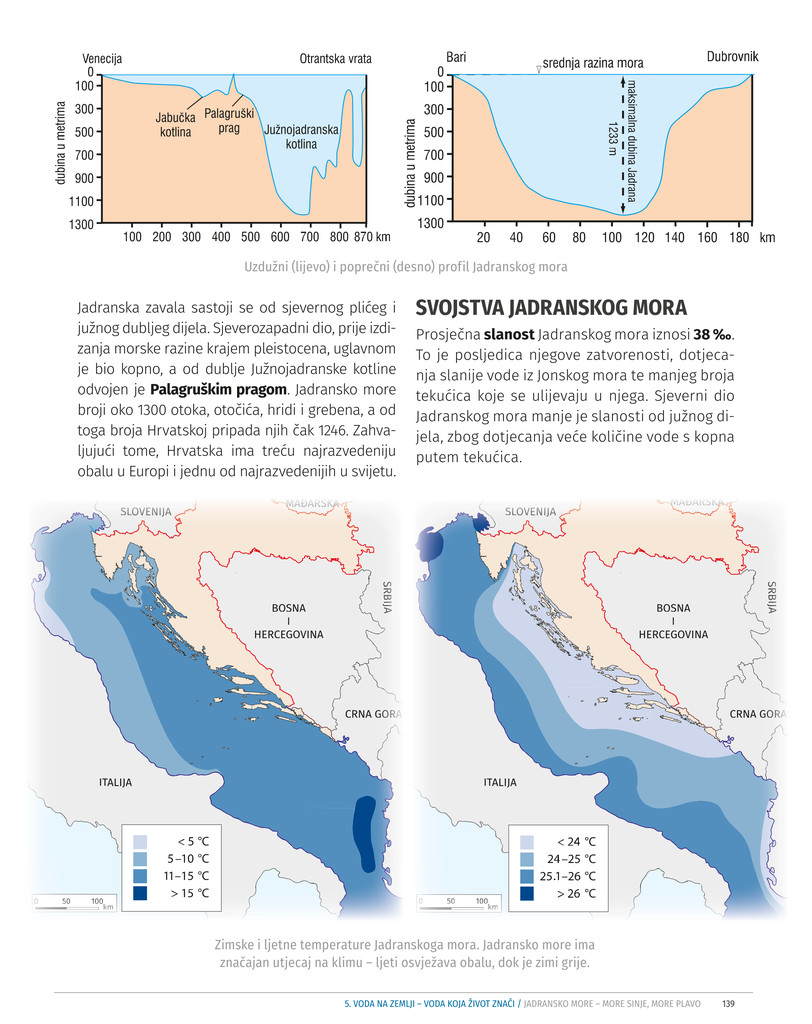 Venecija
Otrantska vrata
0
100
300
500
700
900
1100
1300
dubina u metrima
Jabučka
kotlina
Palagruški
prag
Južnojadranska
kotlina
100 200 300 400 500 600 700 800 870 km
Bari
srednja razina mora
Dubrovnik
0
100
300
500
700
900
1100
1300
dubina u metrima
maksimalna dubina Jadrana
1233 m
20 40 60 80 100 120 140 160 180 km
Uzdužni (lijevo) i poprečni (desno) profil Jadranskog mora
Jadranska zavala sastoji se od sjevernog plićeg i
južnog dubljeg dijela. Sjeverozapadni dio, prije izdi-
zanja morske razine krajem pleistocena, uglavnom
je bio kopno, a od dublje Južnojadranske kotline
odvojen je Palagruškim pragom. Jadransko more
broji oko 1300 otoka, otočića, hridi i grebena, a od
toga broja Hrvatskoj pripada njih čak 1246. Zahva-
ljujući tome, Hrvatska ima treću najrazvedeniju
obalu u Europi i jednu od najrazvedenijih u svijetu.
SVOJSTVA JADRANSKOG MORA
Prosječna slanost Jadranskog mora iznosi 38 ‰.
To je posljedica njegove zatvorenosti, dotjeca-
nja slanije vode iz Jonskog mora te manjeg broja
tekućica koje se ulijevaju u njega. Sjeverni dio
Jadranskog mora manje je slanosti od južnog di-
jela, zbog dotjecanja veće količine vode s kopna
putem tekućica.
SLOVENIJA
MAĐARSKA
SRBIJA
BOSNA
I
HERCEGOVINA
CRNA GORA
ITALIJA
< 5 °C
5–10 °C
11–15 °C
> 15 °C
0 50 100
km
SLOVENIJA
MAĐARSKA
SRBIJA
BOSNA
I
HERCEGOVINA
CRNA GORA
ITALIJA
< 24 °C
24–25 °C
25.1–26 °C
> 26 °C
0 50 100
km
Zimske i ljetne temperature Jadranskoga mora. Jadransko more ima
značajan utjecaj na klimu – ljeti osvježava obalu, dok je zimi grije.
5. VODA NA ZEMLJI – VODA KOJA ŽIVOT ZNAČI / JADRANSKO MORE – MORE SINJE, MORE PLAVO 139